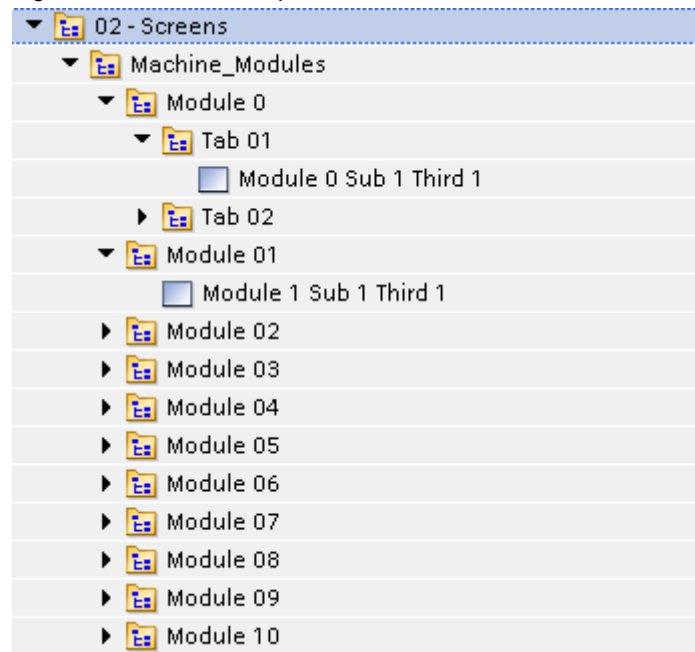 02 - Screens
Machine_Modules
Module 0
Tab 01
Module 0 Sub 1 Third 1
Tab 02
Module 01
Module 1 Sub 1 Third 1
Module 02
Module 03
Module 04
Module 05
Module 06
Module 07
Module 08
Module 09
Module 10